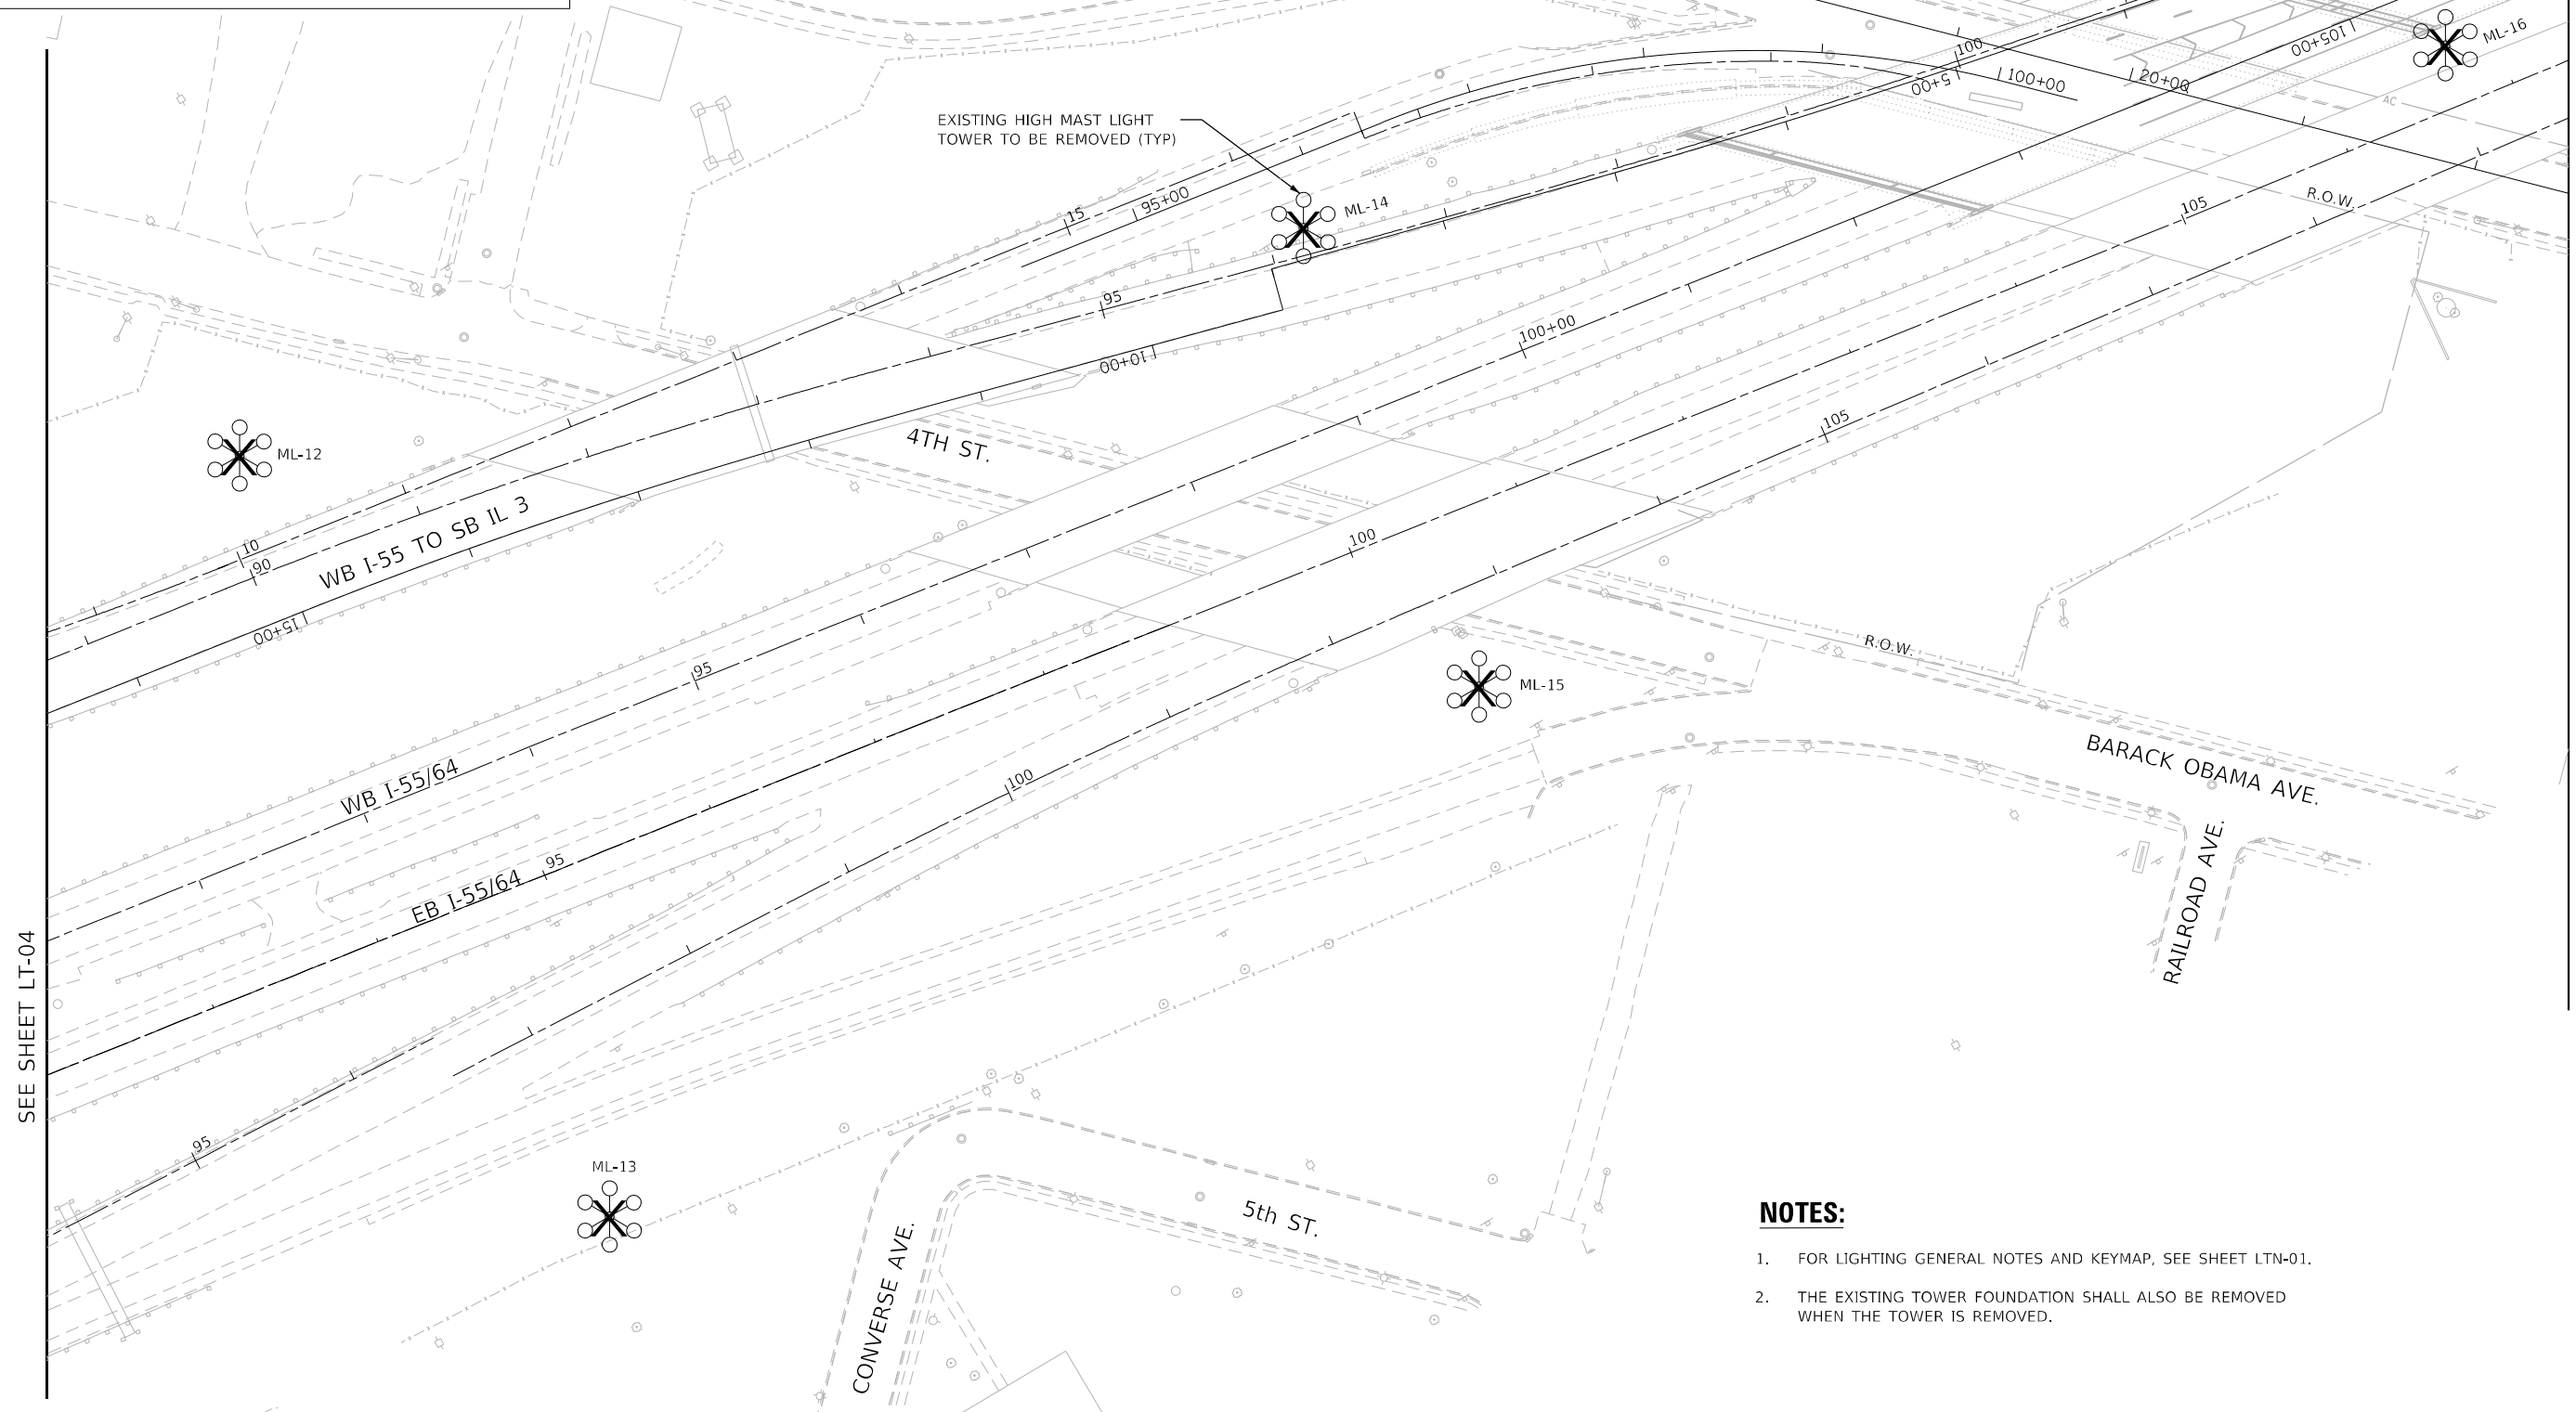 ML-16
100
105+00
5+00
100+00
20+00
AC
EXISTING HIGH MAST LIGHT
TOWER TO BE REMOVED (TYP)
ML-14
15
95+00
105
R.O.W.
95
100+00
10+00
105
4TH ST.
ML-12
100
WB I-55 TO SB IL 3
10
90
15+00
R.O.W.
95
ML-15
BARACK OBAMA AVE.
WB I-55/64
100
RAILROAD AVE.
95
EB I-55/64
SEE SHEET LT-04
95
ML-13
5th ST.
CONVERSE AVE.
NOTES:
1. FOR LIGHTING GENERAL NOTES AND KEYMAP, SEE SHEET LTN-01.
2. THE EXISTING TOWER FOUNDATION SHALL ALSO BE REMOVED
WHEN THE TOWER IS REMOVED.